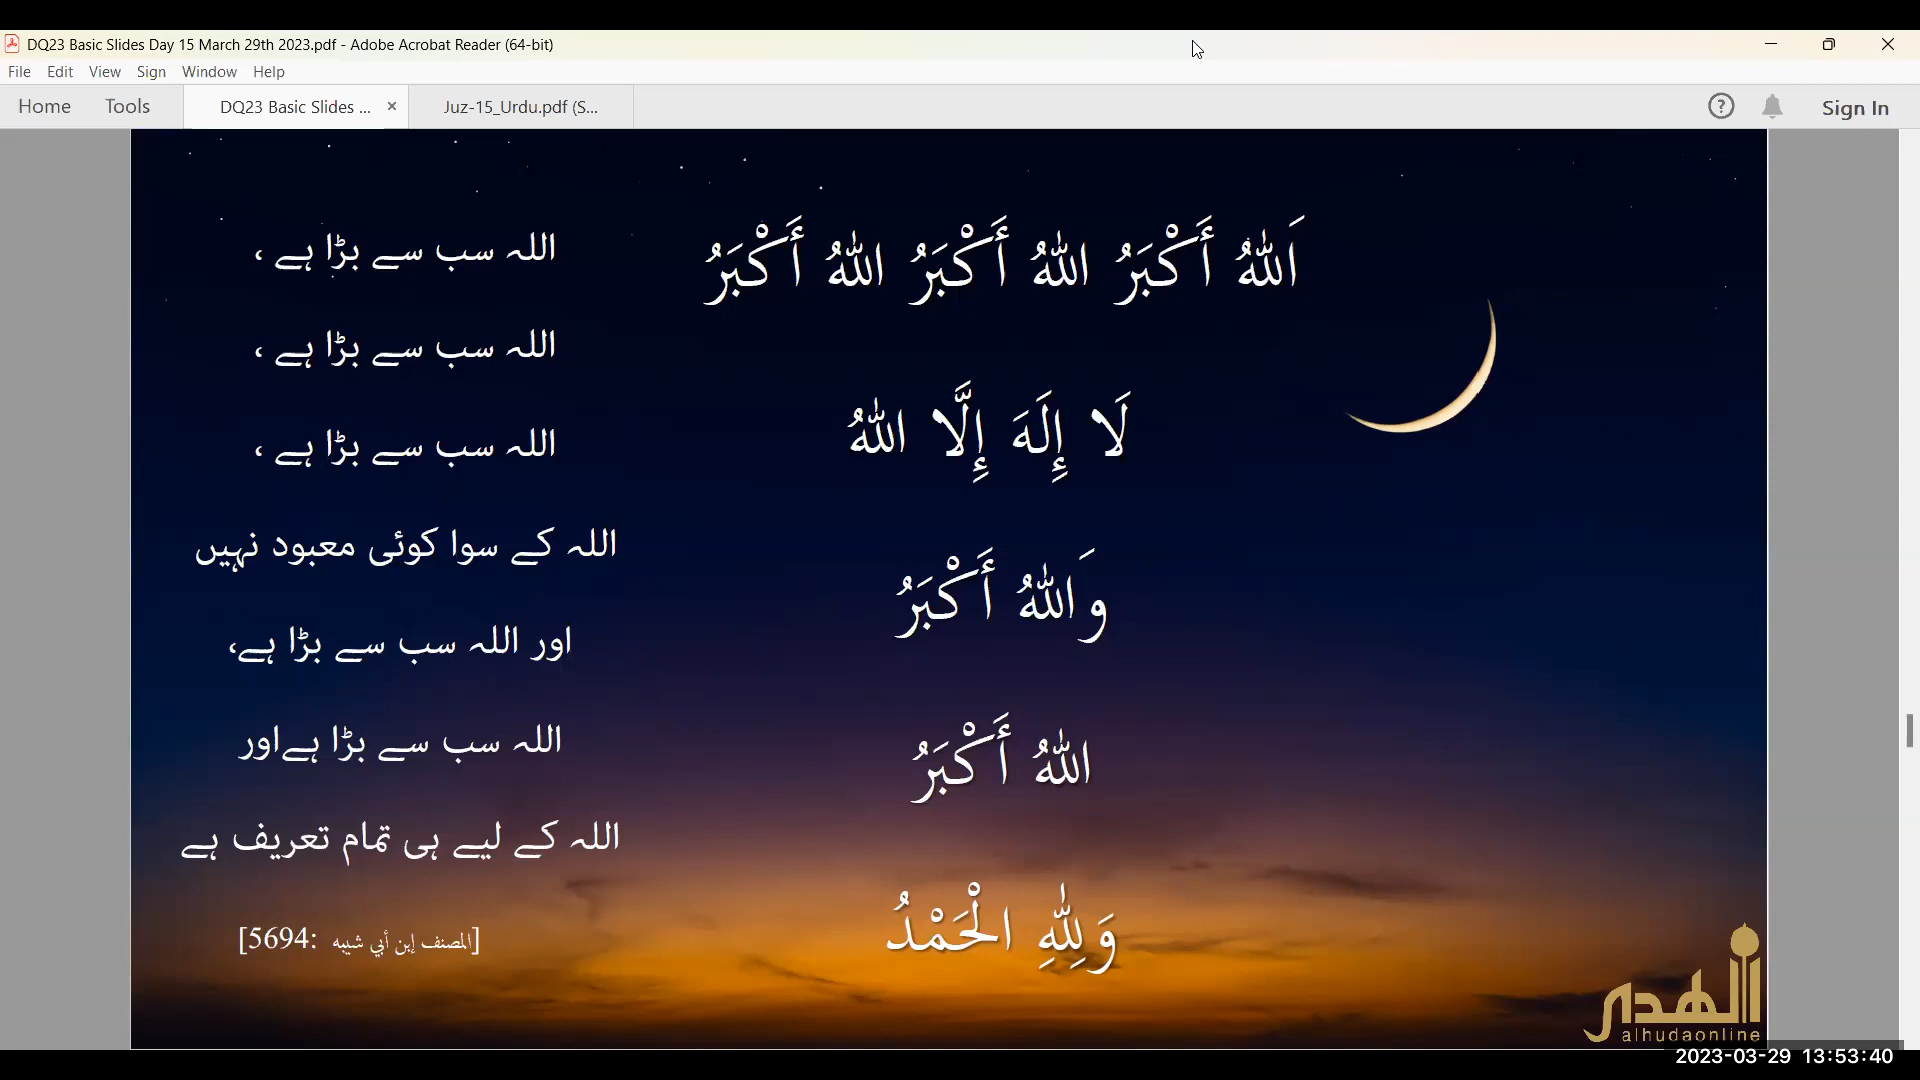 DQ23 Basic Slides Day 15 March 29th 2023.pdf - Adobe Acrobat Reader (64-bit)
File Edit View Sign Window Help
Home Tools DQ23 Basic Slides ... × Juz-15_Urdu.pdf (S... Sign In
اَللّٰهُ أَكْبَرُ اللّٰهُ أَكْبَرُ اللّٰهُ أَكْبَرُ
لَا إِلَهَ إِلَّا اللّٰهُ
وَاللّٰهُ أَكْبَرُ
اللّٰهُ أَكْبَرُ
وَلِلّٰهِ الْحَمْدُ
اللہ سب سے بڑا ہے ،
اللہ سب سے بڑا ہے ،
اللہ سب سے بڑا ہے ،
اللہ کے سوا کوئی معبود نہیں
اور اللہ سب سے بڑا ہے،
اللہ سب سے بڑا ہےاور
اللہ کے لیے ہی تمام تعریف ہے
[المصنف إبن أبي شيبه :5694]
الهدى
alhudaonline
2023-03-29 13:53:40